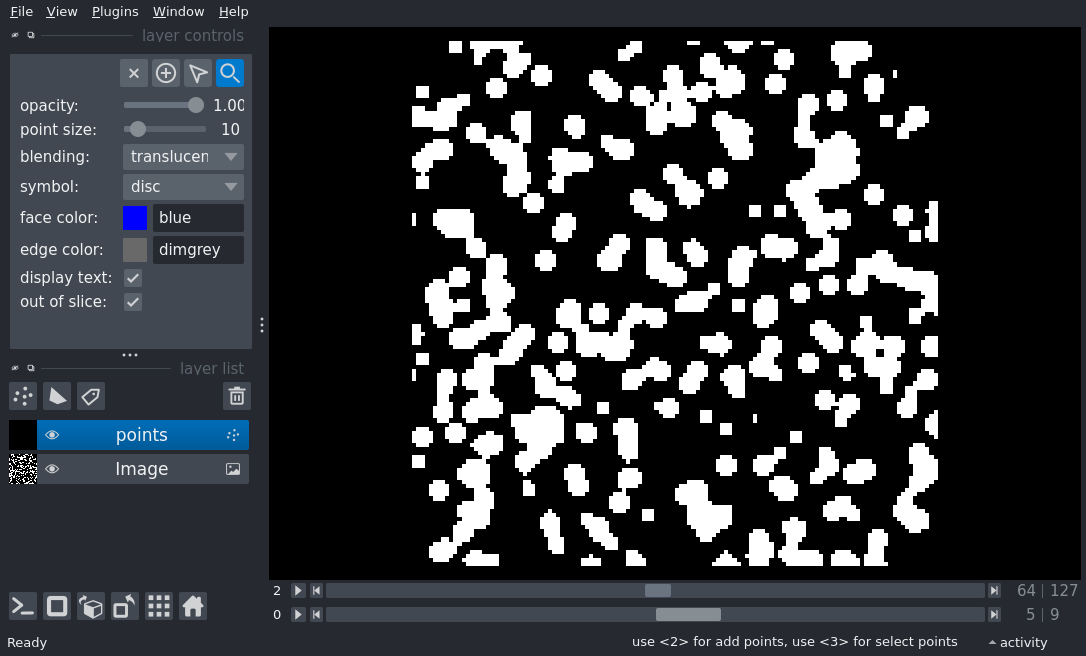 File View Plugins Window Help
layer controls
opacity: 1.00
point size: 10
blending: translucen
symbol: disc
face color: blue
edge color: dimgrey
display text:
out of slice:
layer list
points
Image
2 64 127
0 5 9
Ready use <2> for add points, use <3> for select points activity